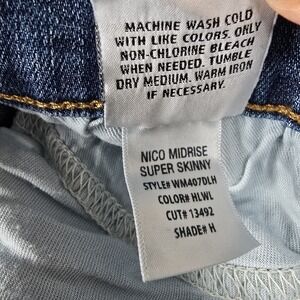 MACHINE WASH COLD
WITH LIKE COLORS. ONLY
NON-CHLORINE BLEACH
WHEN NEEDED. TUMBLE
DRY MEDIUM. WARM IRON
IF NECESSARY.
NICO MIDRISE
SUPER SKINNY
STYLE# WM407DLH
COLOR# HLWL
CUT# 13492
SHADE# H